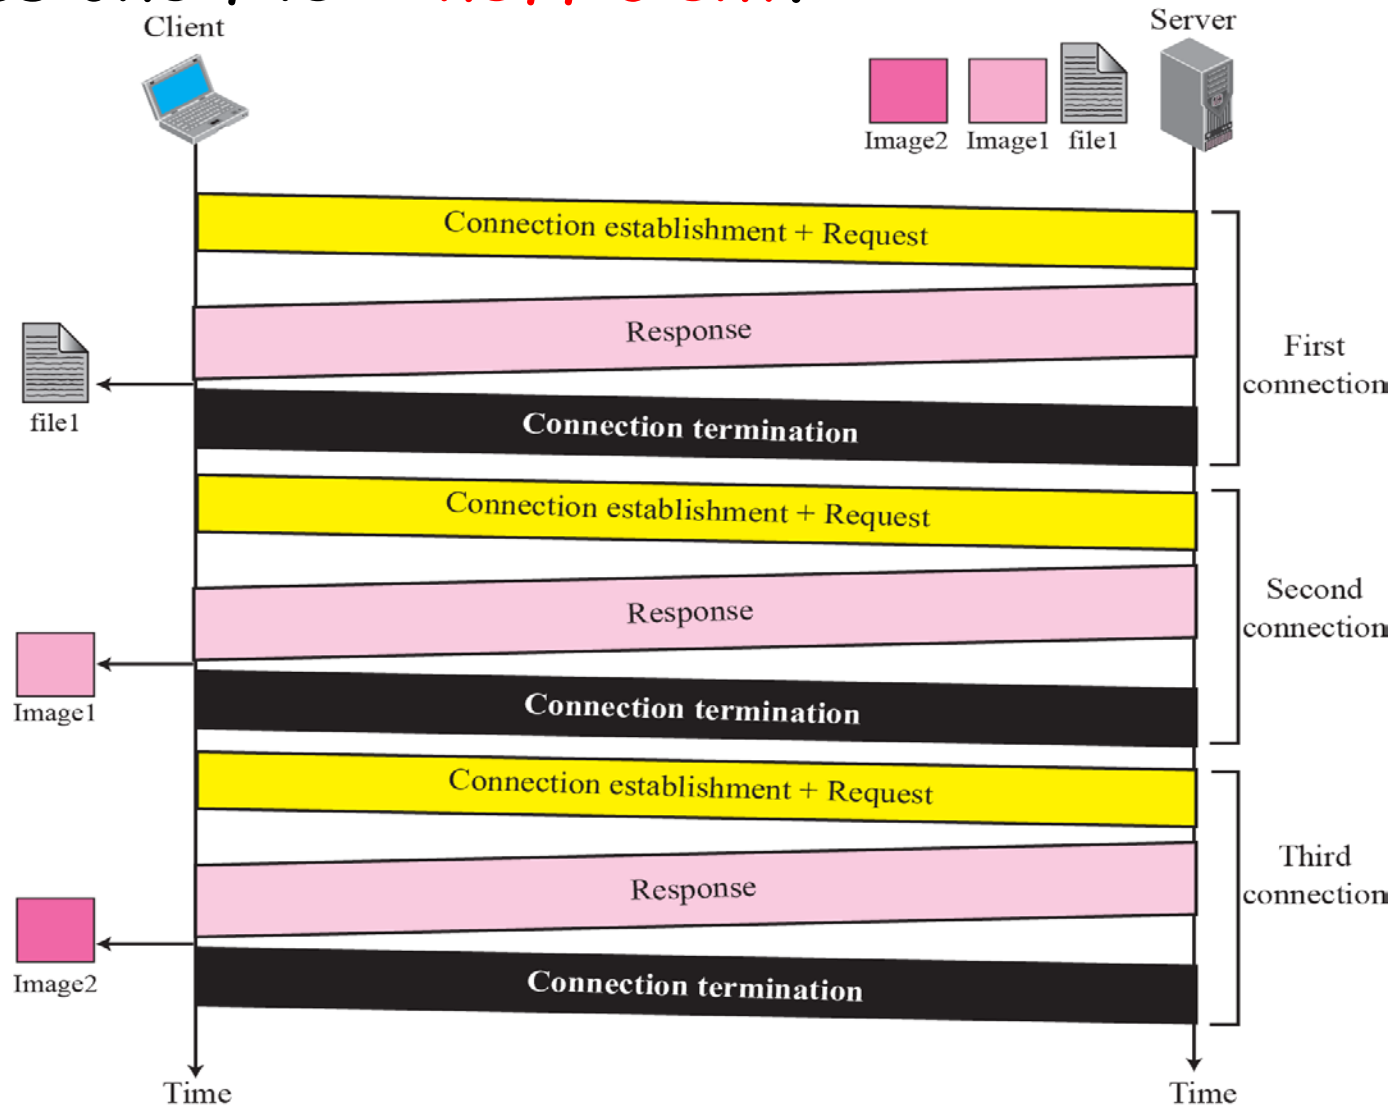 Client
Server
Image2 Image1 file1
Connection establishment + Request
Response
First
connection
file1
Connection termination
Connection establishment + Request
Response
Second
connection
Image1
Connection termination
Connection establishment + Request
Response
Third
connection
Image2
Connection termination
Time
Time